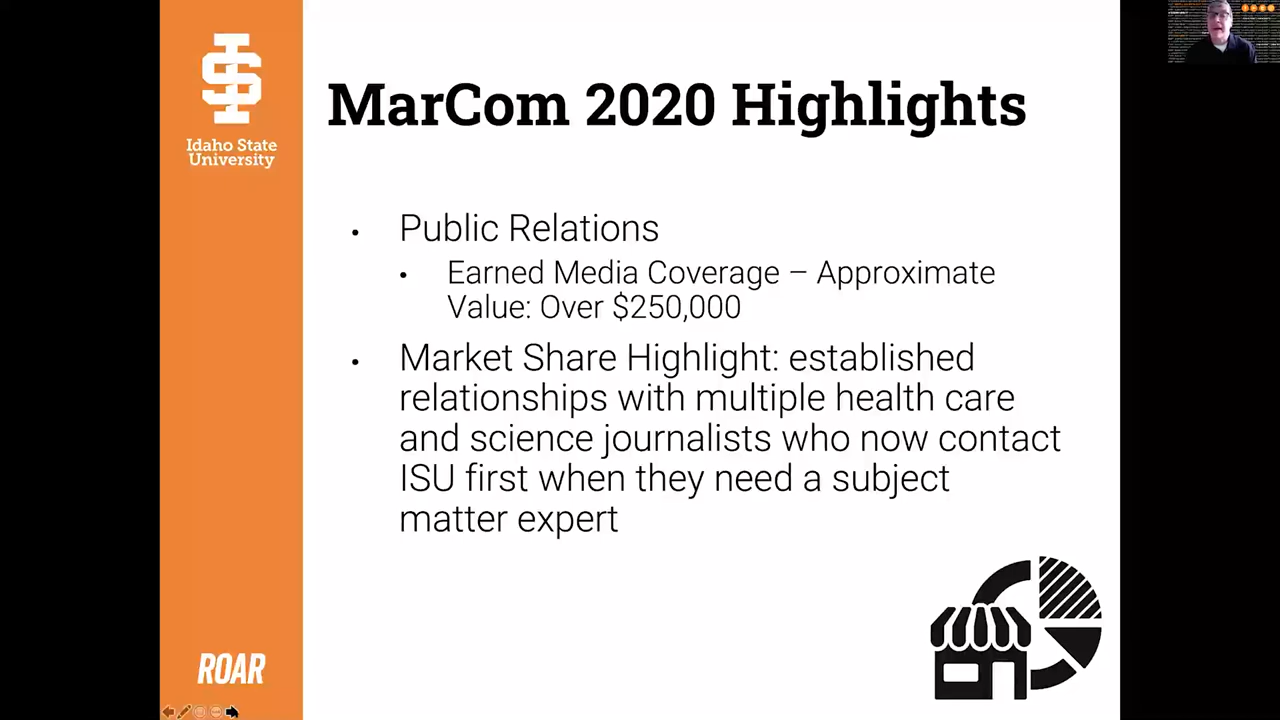 Idaho State
University
MarCom 2020 Highlights
• Public Relations
• Earned Media Coverage – Approximate
Value: Over $250,000
• Market Share Highlight: established
relationships with multiple health care
and science journalists who now contact
ISU first when they need a subject
matter expert
ROAR